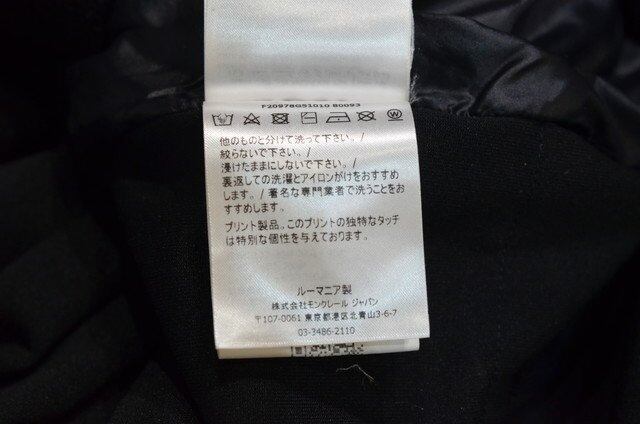 F20978G51010 B0093
他のものと分けて洗って下さい。/
絞らないで下さい。/
浸けたままにしないで下さい。/
裏返しての洗濯とアイロンがけをおすすめ
します。/ 著名な専門業者で洗うことをお
すすめします。
プリント製品。このプリントの独特なタッチ
は特別な個性を与えております。
ルーマニア製
株式会社モンクレール ジャパン
〒107-0061 東京都港区北青山3-6-7
03-3486-2110